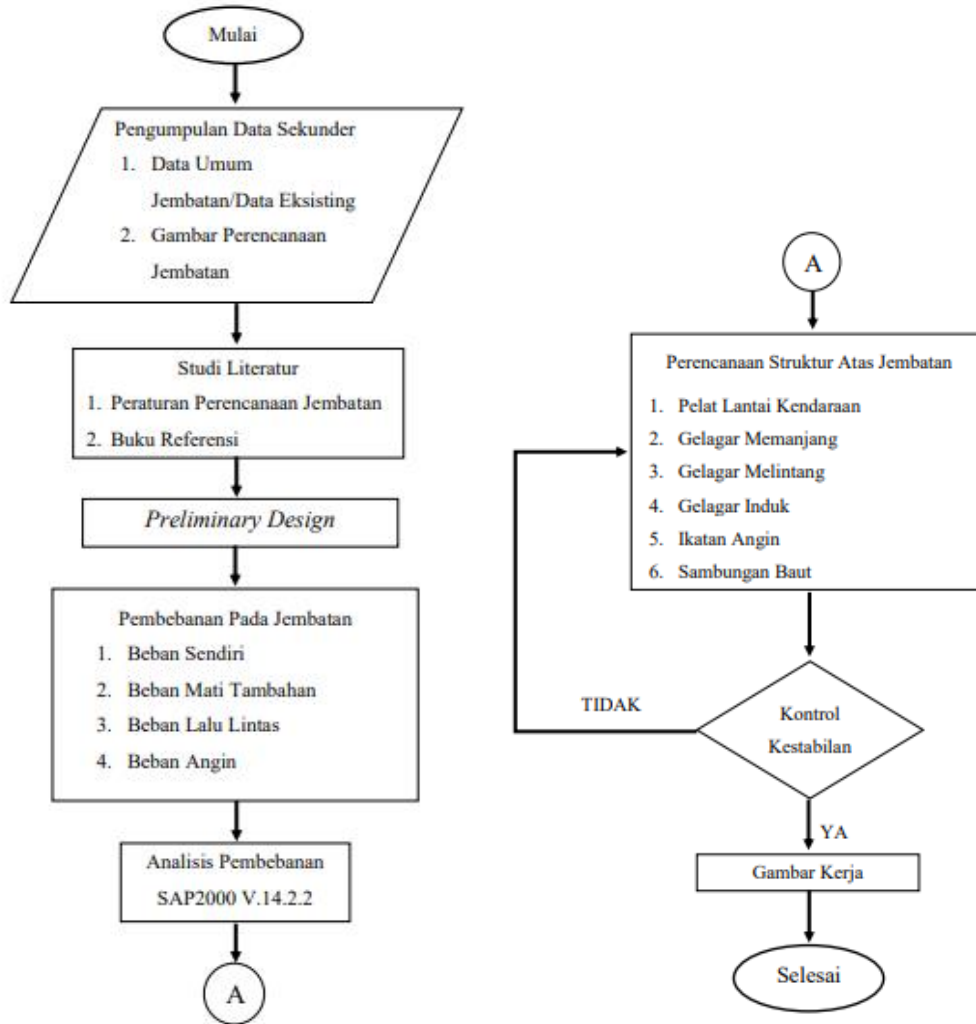 Mulai
Pengumpulan Data Sekunder
1. Data Umum
Jembatan/Data Eksisting
2. Gambar Perencanaan
Jembatan
Studi Literatur
1. Peraturan Perencanaan Jembatan
2. Buku Referensi
Preliminary Design
Pembebanan Pada Jembatan
1. Beban Sendiri
2. Beban Mati Tambahan
3. Beban Lalu Lintas
4. Beban Angin
Analisis Pembebanan
SAP2000 V.14.2.2
A
A
Perencanaan Struktur Atas Jembatan
1. Pelat Lantai Kendaraan
2. Gelagar Memanjang
3. Gelagar Melintang
4. Gelagar Induk
5. Ikatan Angin
6. Sambungan Baut
TIDAK
Kontrol
Kestabilan
YA
Gambar Kerja
Selesai